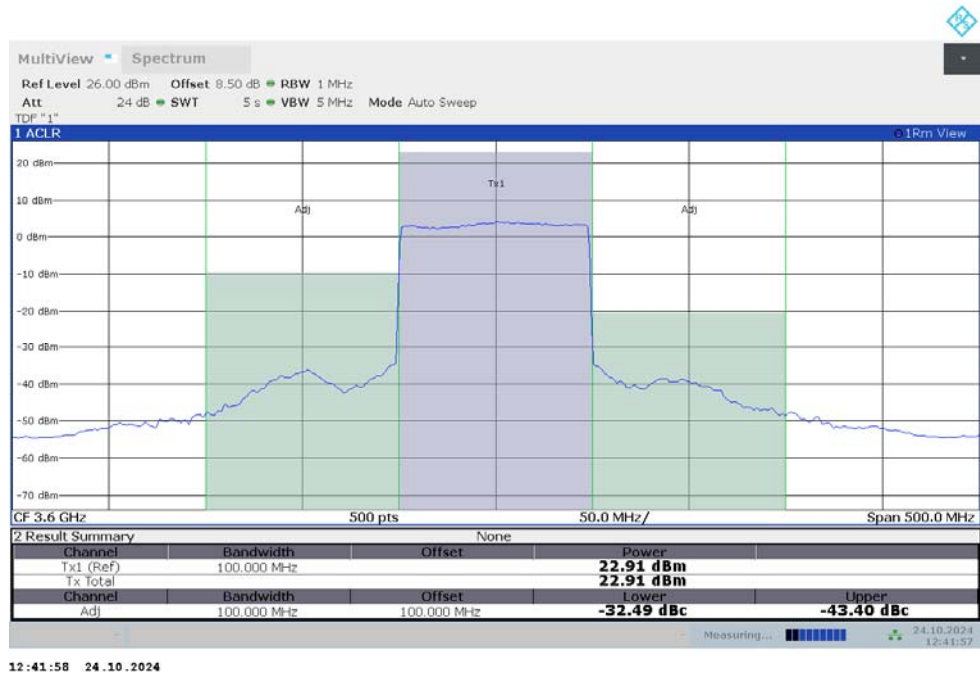 R S
MultiView Spectrum
Ref Level 26.00 dBm Offset 8.50 dB RBW 1 MHz
Att 24 dB SWT 5 s VBW 5 MHz Mode Auto Sweep
TDF "1"
1 ACLR 1Rm View
20 dBm
Tx1
10 dBm
Adj Adj
0 dBm
-10 dBm
-20 dBm
-30 dBm
-40 dBm
-50 dBm
-60 dBm
-70 dBm
CF 3.6 GHz 500 pts 50.0 MHz/ Span 500.0 MHz
2 Result Summary None
Channel Bandwidth Offset Power
Tx1 (Ref) 100.000 MHz 22.91 dBm
Tx Total 22.91 dBm
Channel Bandwidth Offset Lower Upper
Adj 100.000 MHz 100.000 MHz -32.49 dBc -43.40 dBc
Measuring... 24.10.2024
12:41:57
12:41:58 24.10.2024